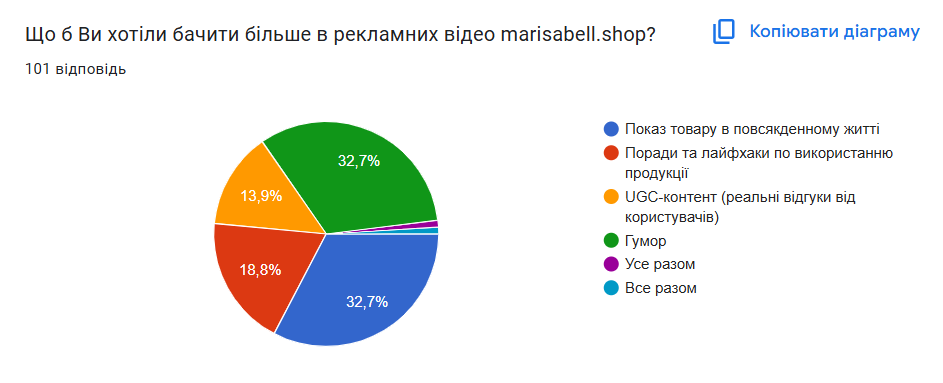 Що б Ви хотіли бачити більше в рекламних відео marisabell.shop?
Копіювати діаграму
101 відповідь
32,7%
13,9%
18,8%
32,7%
Показ товару в повсякденному житті
Поради та лайфхаки по використанню
продукції
UGC-контент (реальні відгуки від
користувачів)
Гумор
Усе разом
Все разом